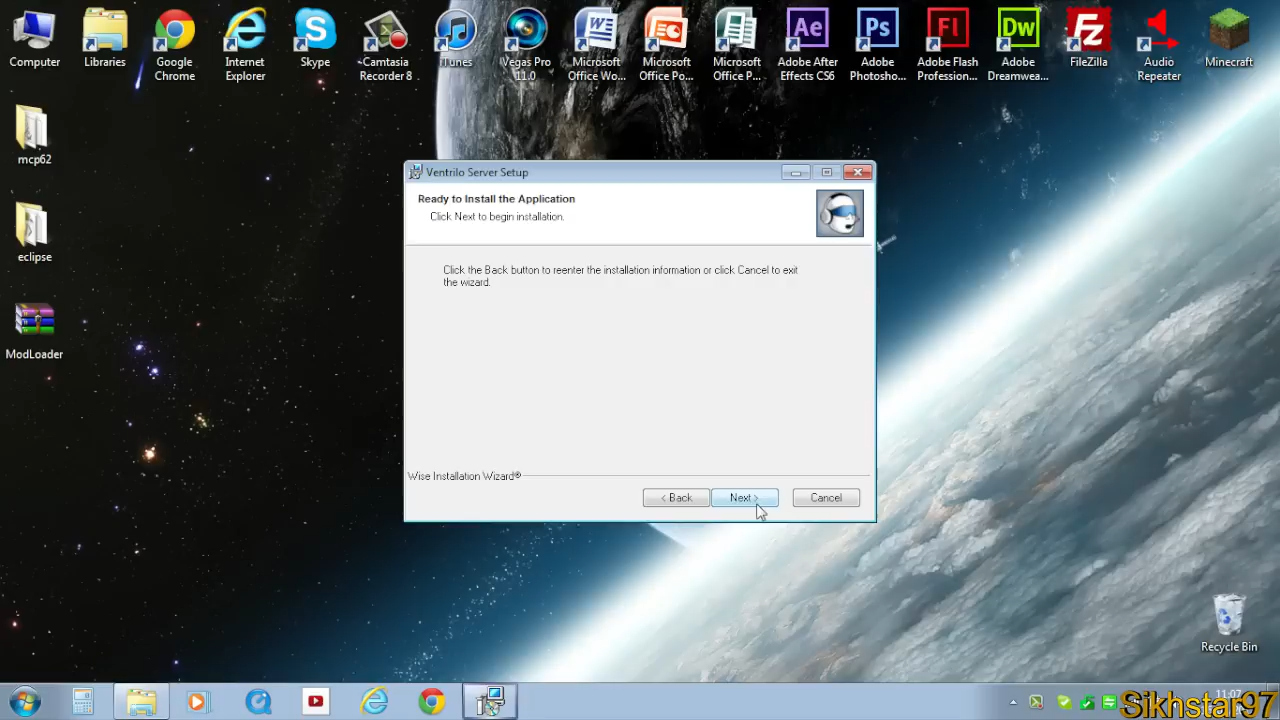 Computer
Libraries
Google
Chrome
Internet
Explorer
Skype
Camtasia
Recorder 8
iTunes
Vegas Pro
11.0
Microsoft
Office Wo...
Microsoft
Office Po...
Microsoft
Office P...
Adobe After
Effects CS6
Adobe
Photosho...
Adobe Flash
Profession...
Adobe
Dreamwea...
FileZilla
Audio
Repeater
Minecraft
mcp62
eclipse
ModLoader
Ventrilo Server Setup
Ready to Install the Application
Click Next to begin installation.
Click the Back button to reenter the installation information or click Cancel to exit
the wizard.
Wise Installation Wizard®
< Back
Next >
Cancel
Recycle Bin
11:07
Sikhstar97